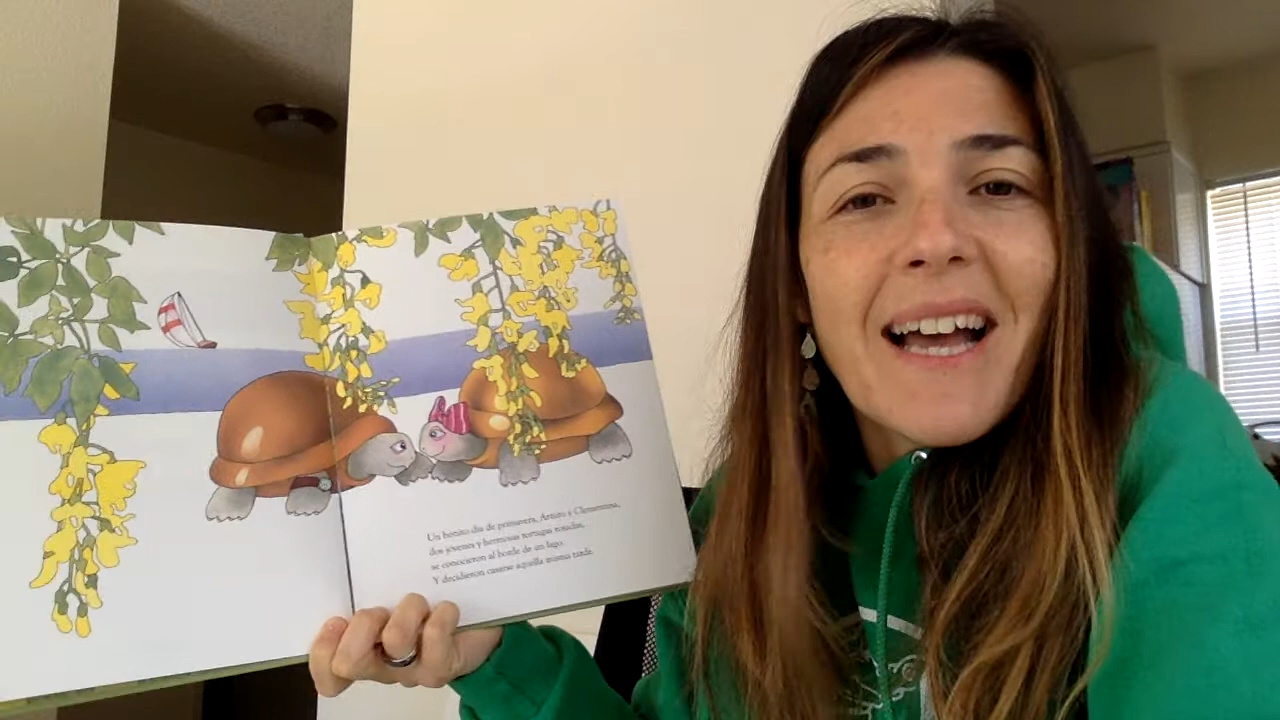 Un bonito día de primavera, Arturo y Clementina,
dos jóvenes y hermosas tortugas rosadas,
se conocieron al borde de un lago.
Y decidieron casarse aquella misma tarde.